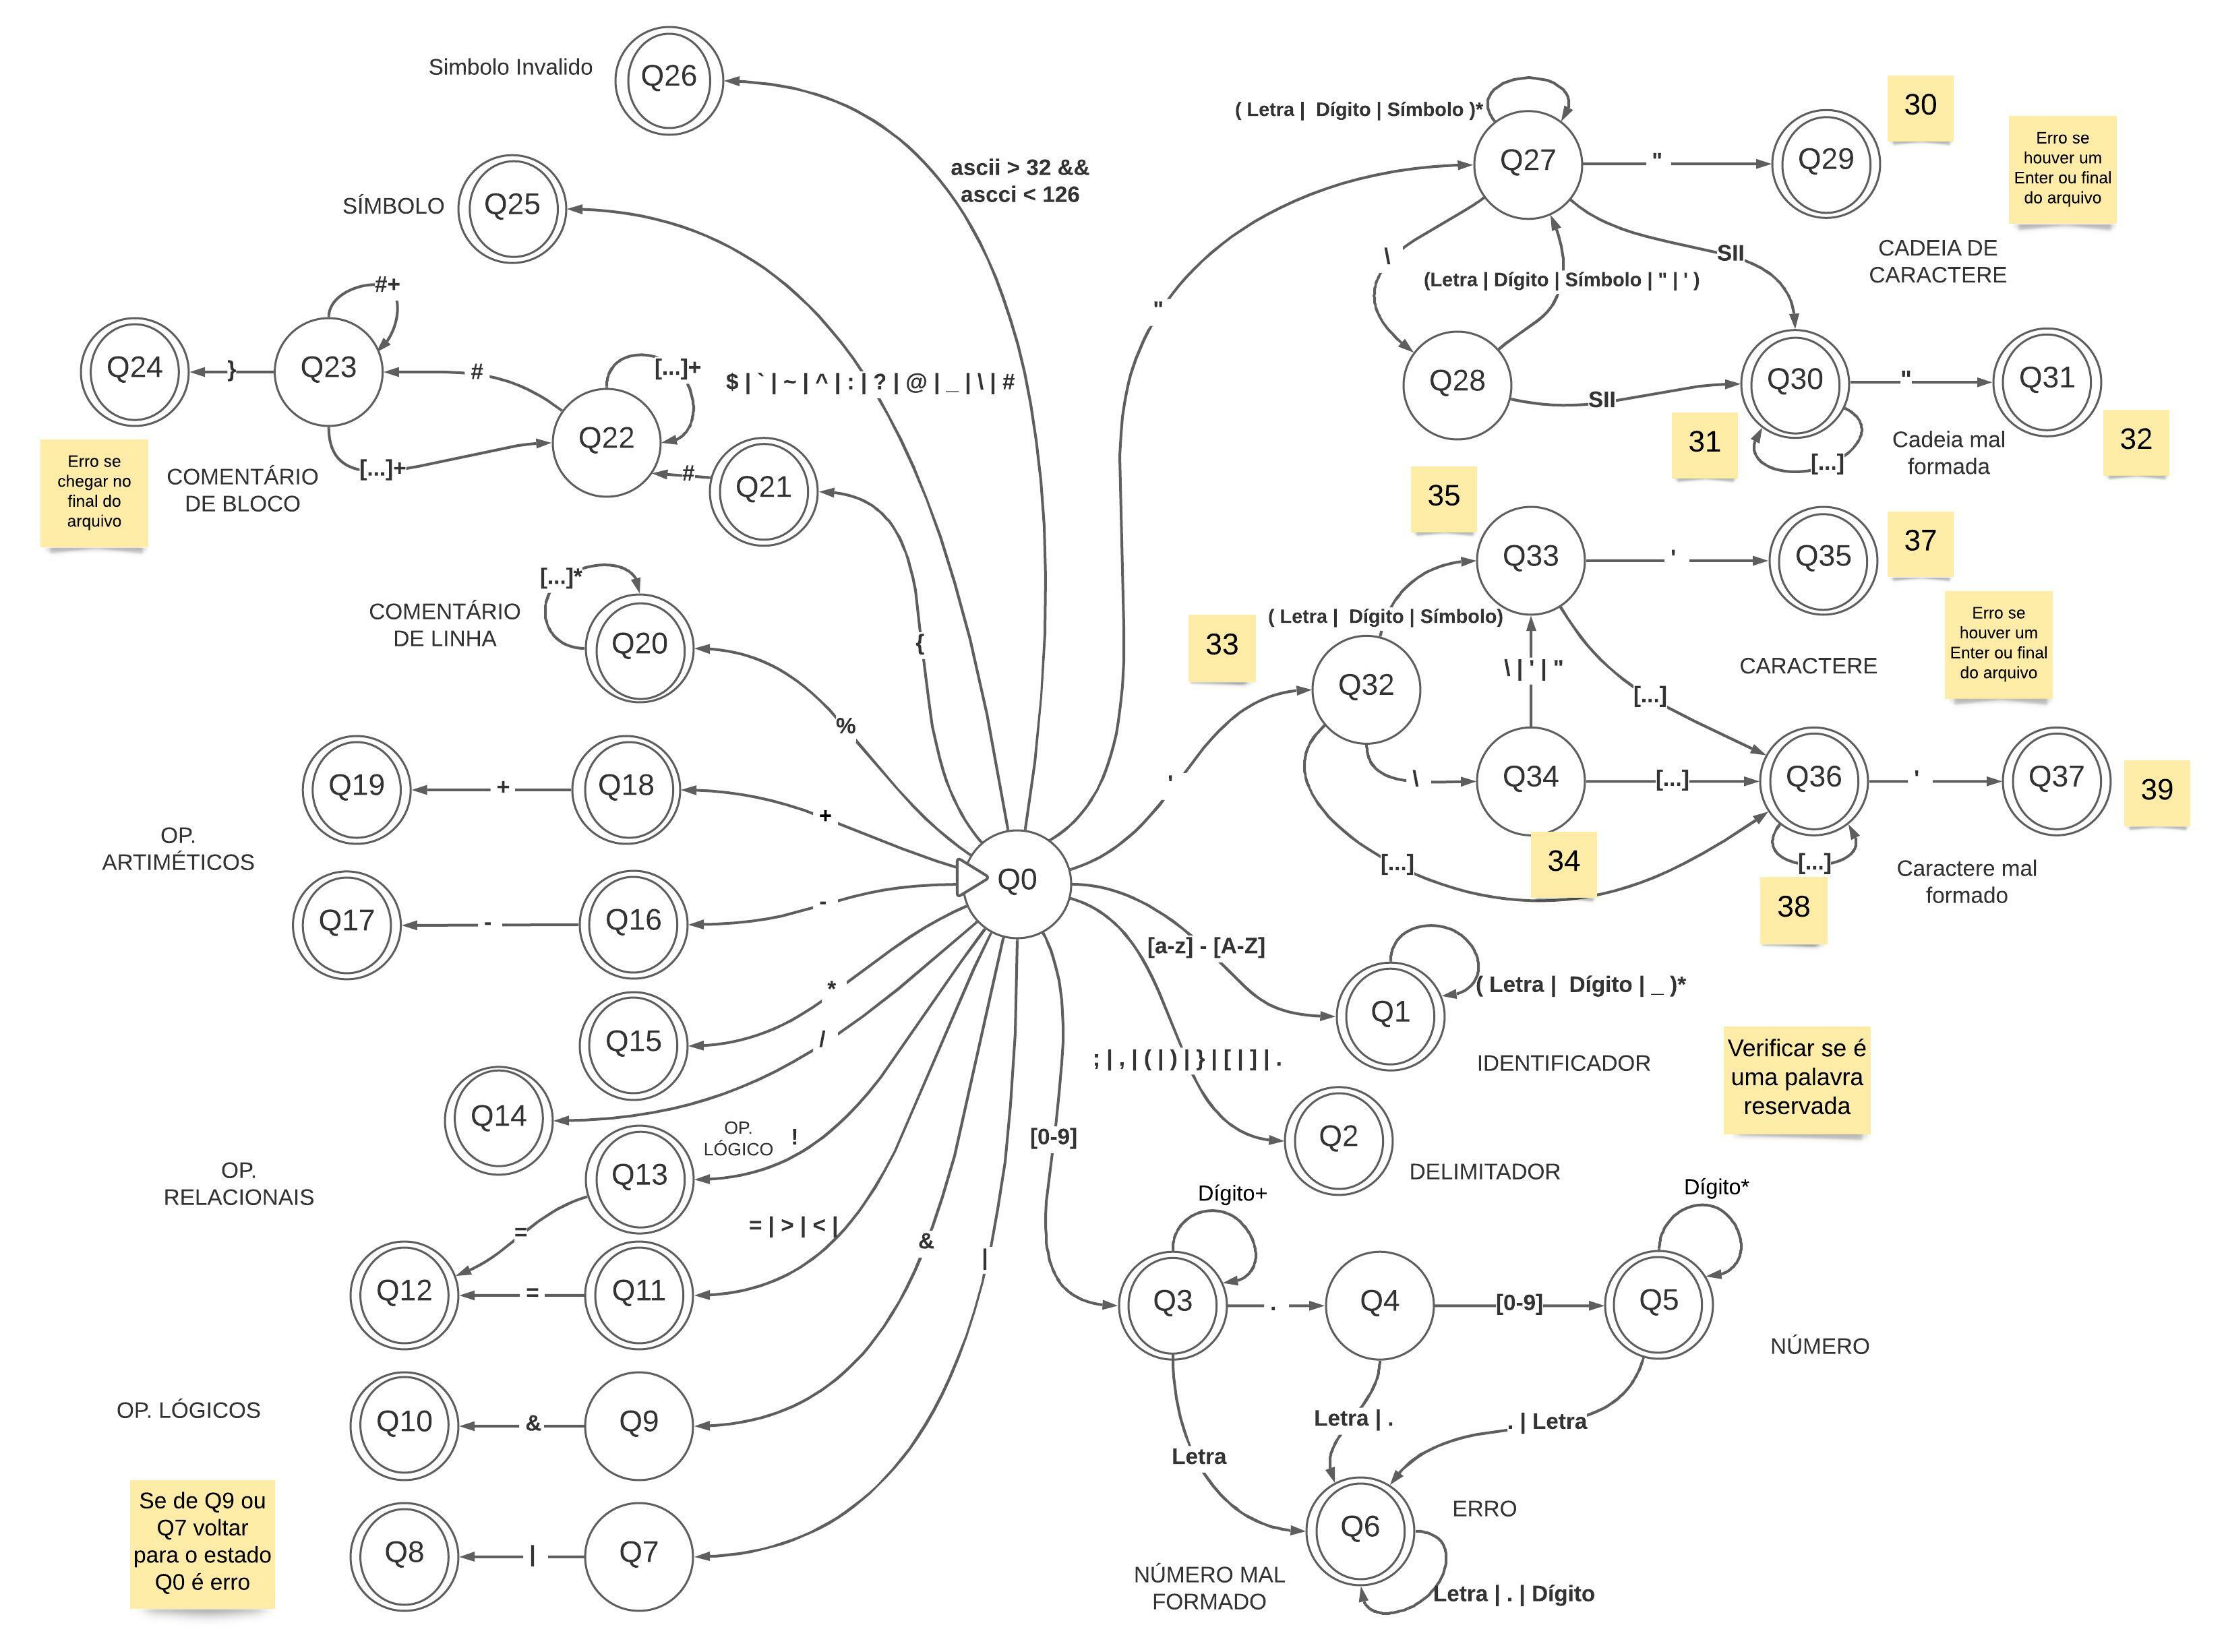 Q26
Simbolo Invalido
ascii > 32 &&
ascci < 126
Q25
SÍMBOLO
$ | ` | ~ | ^ | : | ? | @ | _ | \ | #
#+
Q24
}
Q23
#
[...]+
Q22
[...]+
#
Q21
{
Erro se
chegar no
final do
arquivo
COMENTÁRIO
DE BLOCO
[...]*
COMENTÁRIO
DE LINHA
Q20
%
Q19
+
Q18
+
OP.
ARTIMÉTICOS
Q17
-
Q16
-
Q0
*
Q15
/
Q14
OP.
LÓGICO
!
Q13
OP.
RELACIONAIS
=
= | > | < |
Q12
=
Q11
&
|
OP. LÓGICOS
Q10
&
Q9
Se de Q9 ou
Q7 voltar
para o estado
Q0 é erro
Q8
|
Q7
( Letra | Dígito | Símbolo )*
Q27
"
Q29
30
Erro se
houver um
Enter ou final
do arquivo
CADEIA DE
CARACTERE
"
\
(Letra | Dígito | Símbolo | " | ' )
SII
Q28
SII
Q30
"
Q31
31
[...]
Cadeia mal
formada
32
35
Q33
'
Q35
37
33
( Letra | Dígito | Símbolo)
Erro se
houver um
Enter ou final
do arquivo
CARACTERE
Q32
\ | ' | "
[...]
'
\
Q34
[...]
Q36
'
Q37
39
34
[...]
[...]
38
Caractere mal
formado
[a-z] - [A-Z]
Q1
( Letra | Dígito | _ )*
IDENTIFICADOR
Verificar se é
uma palavra
reservada
; | , | ( | ) | } | [ | ] | .
Q2
DELIMITADOR
[0-9]
Dígito+
Dígito*
Q3
.
Q4
[0-9]
Q5
NÚMERO
Letra
Letra | .
. | Letra
Q6
ERRO
NÚMERO MAL
FORMADO
Letra | . | Dígito